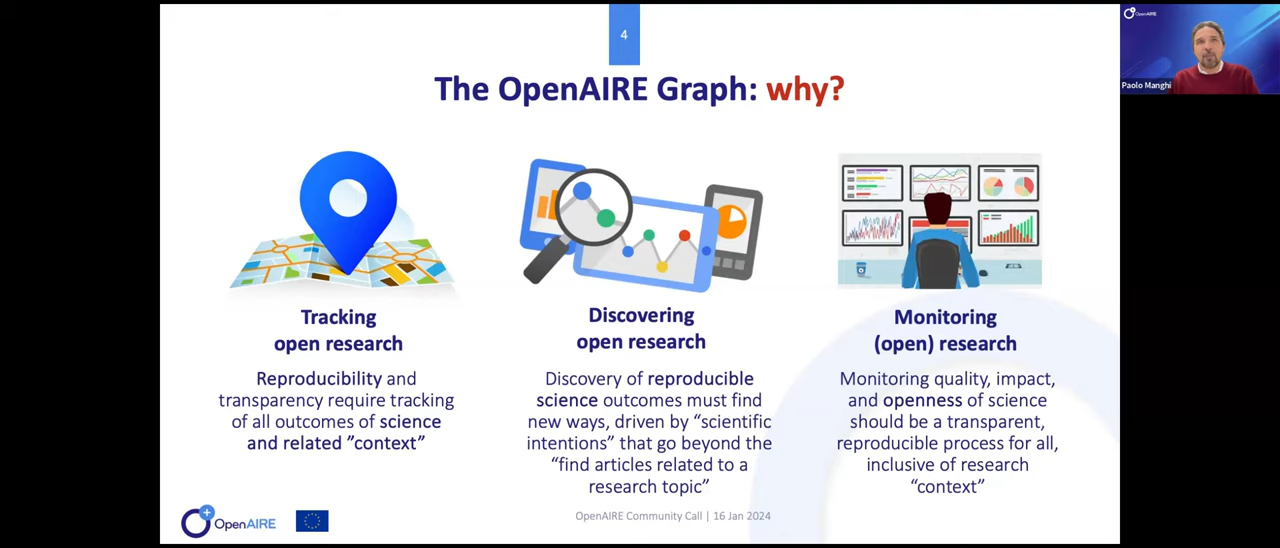 4
OpenAIRE
Paolo Manghi
The OpenAIRE Graph: why?
Tracking
open research
Reproducibility and
transparency require tracking
of all outcomes of science
and related ”context”
Discovering
open research
Discovery of reproducible
science outcomes must find
new ways, driven by “scientific
intentions” that go beyond the
“find articles related to a
research topic”
Monitoring
(open) research
Monitoring quality, impact,
and openness of science
should be a transparent,
reproducible process for all,
inclusive of research
“context”
OpenAIRE
OpenAIRE Community Call | 16 Jan 2024